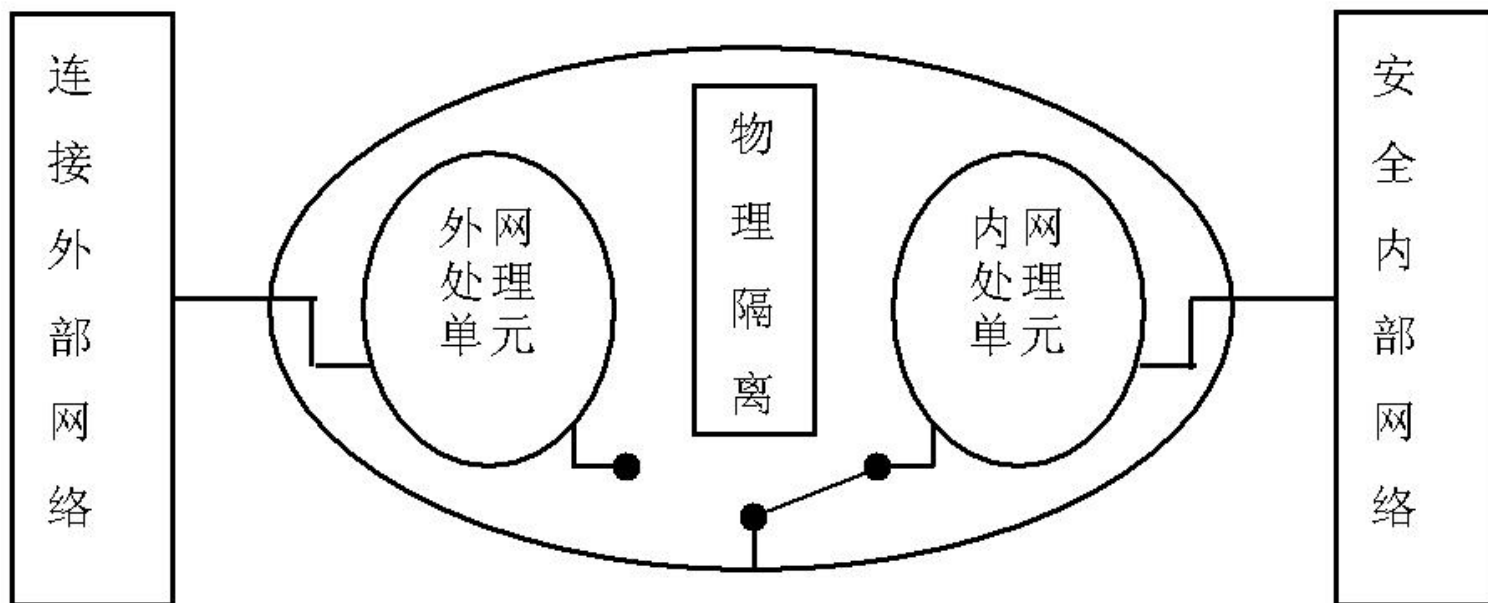 连接外部网络
外网
处理
单元
物理隔离
内网
处理
单元
安全内部网络